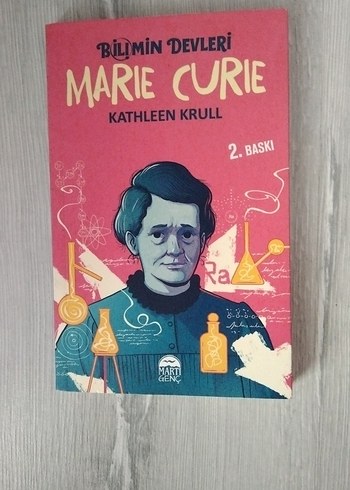 BİLİMİN DEVLERİ
MARIE CURIE
KATHLEEN KRULL
2. BASKI
Ra
MARTI
GENÇ